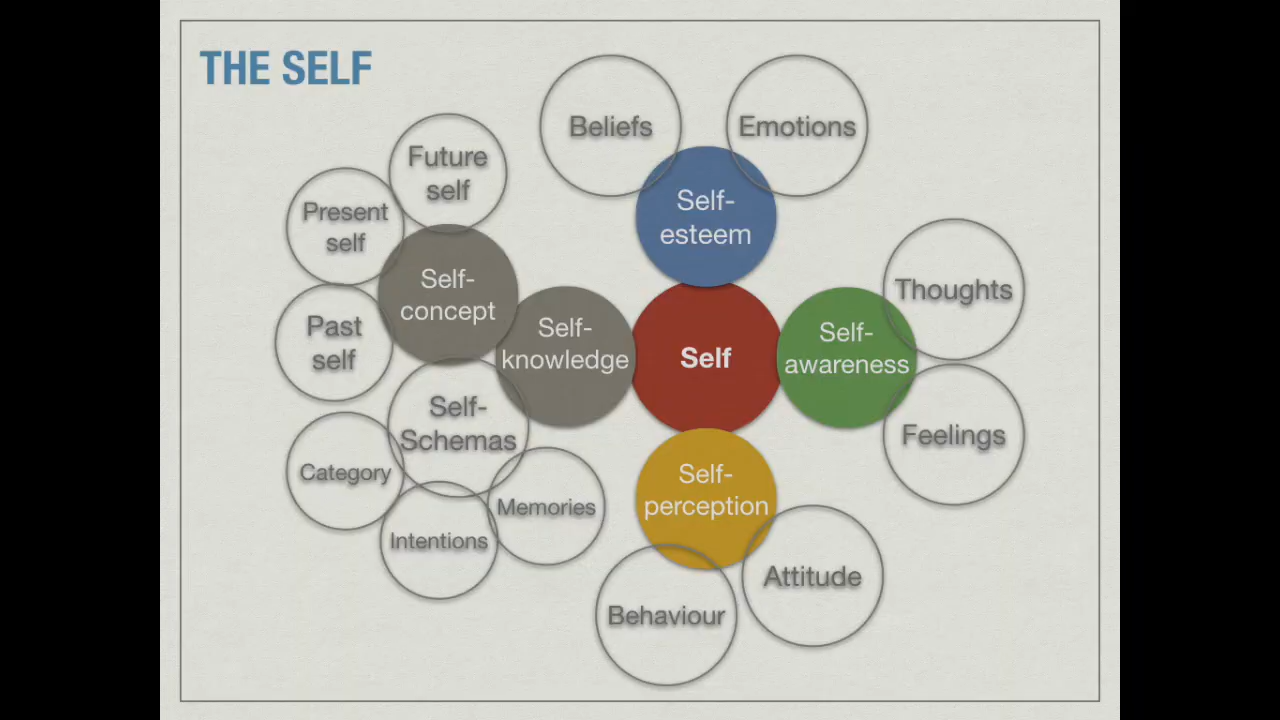 THE SELF
Beliefs
Emotions
Future
self
Present
self
Self-
esteem
Self-
concept
Thoughts
Past
self
Self-
knowledge
Self
Self-
awareness
Self-
Schemas
Feelings
Category
Memories
Intentions
Self-
perception
Attitude
Behaviour